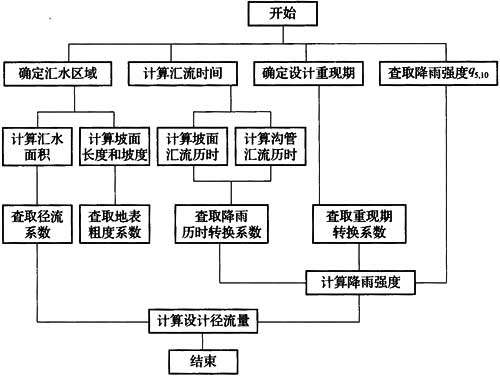 开始
确定汇水区域
计算汇流时间
确定设计重现期
查取降雨强度q5,10
计算汇水
面积
计算坡面
长度和坡度
计算坡面
汇流历时
计算沟管
汇流历时
查取径流
系数
查取地表
粗度系数
查取降雨
历时转换系数
查取重现期
转换系数
计算降雨强度
计算设计径流量
结束